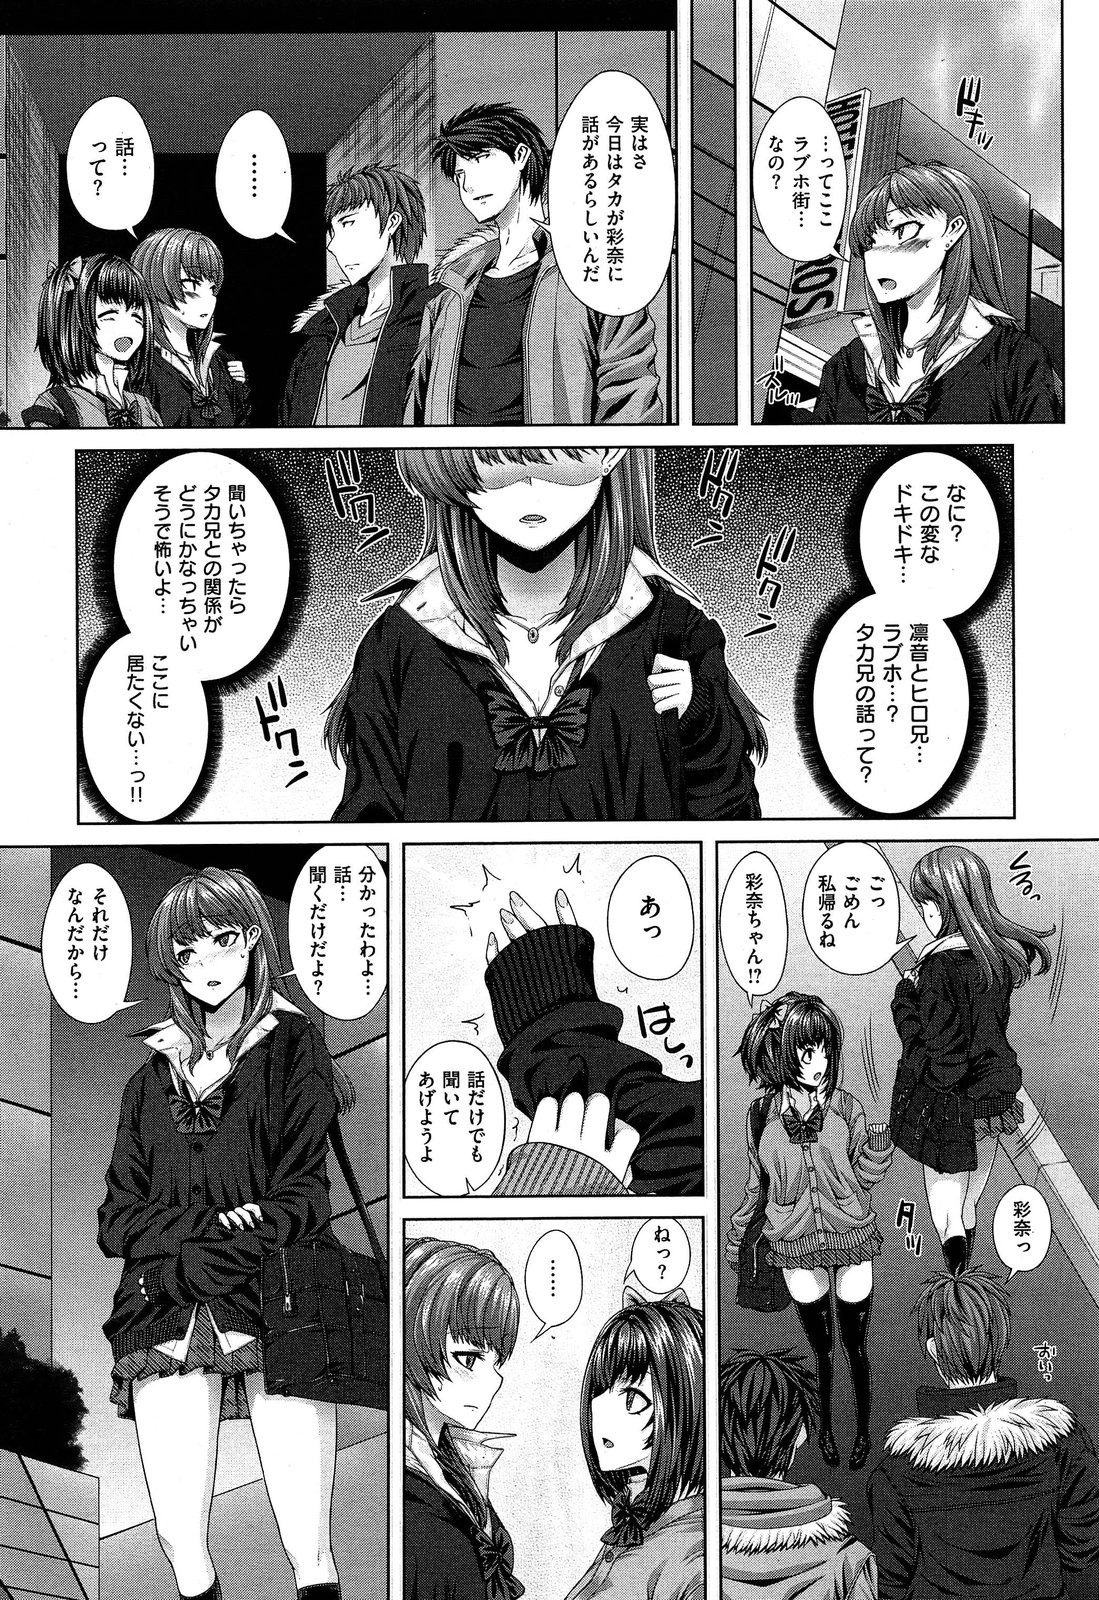 …ってここ
ラブホ街…
なの？
ドキッ
HOTE
OS
実はさ
今日はタカが彩奈に
話があるらしいんだ
……
話…
って？
なに？
この変な
ドキドキ…
凛音とヒロ兄…
ラブホ…？
タカ兄の話って？
ドクン
ドクン
ドクン
聞いちゃったら
タカ兄との関係が
どうにかなっちゃい
そうで怖いよ…
ここに
居たくない…っ!!
くるっ
ごっ
ごめん
私帰るね
彩奈ちゃん!?
タッ
彩奈っ
おいっ
あっ
はしっ
話だけでも
聞いて
あげようよ
ねっ？
……
分かったわよ…
話…
聞くだけだよ？
それだけ
なんだから…